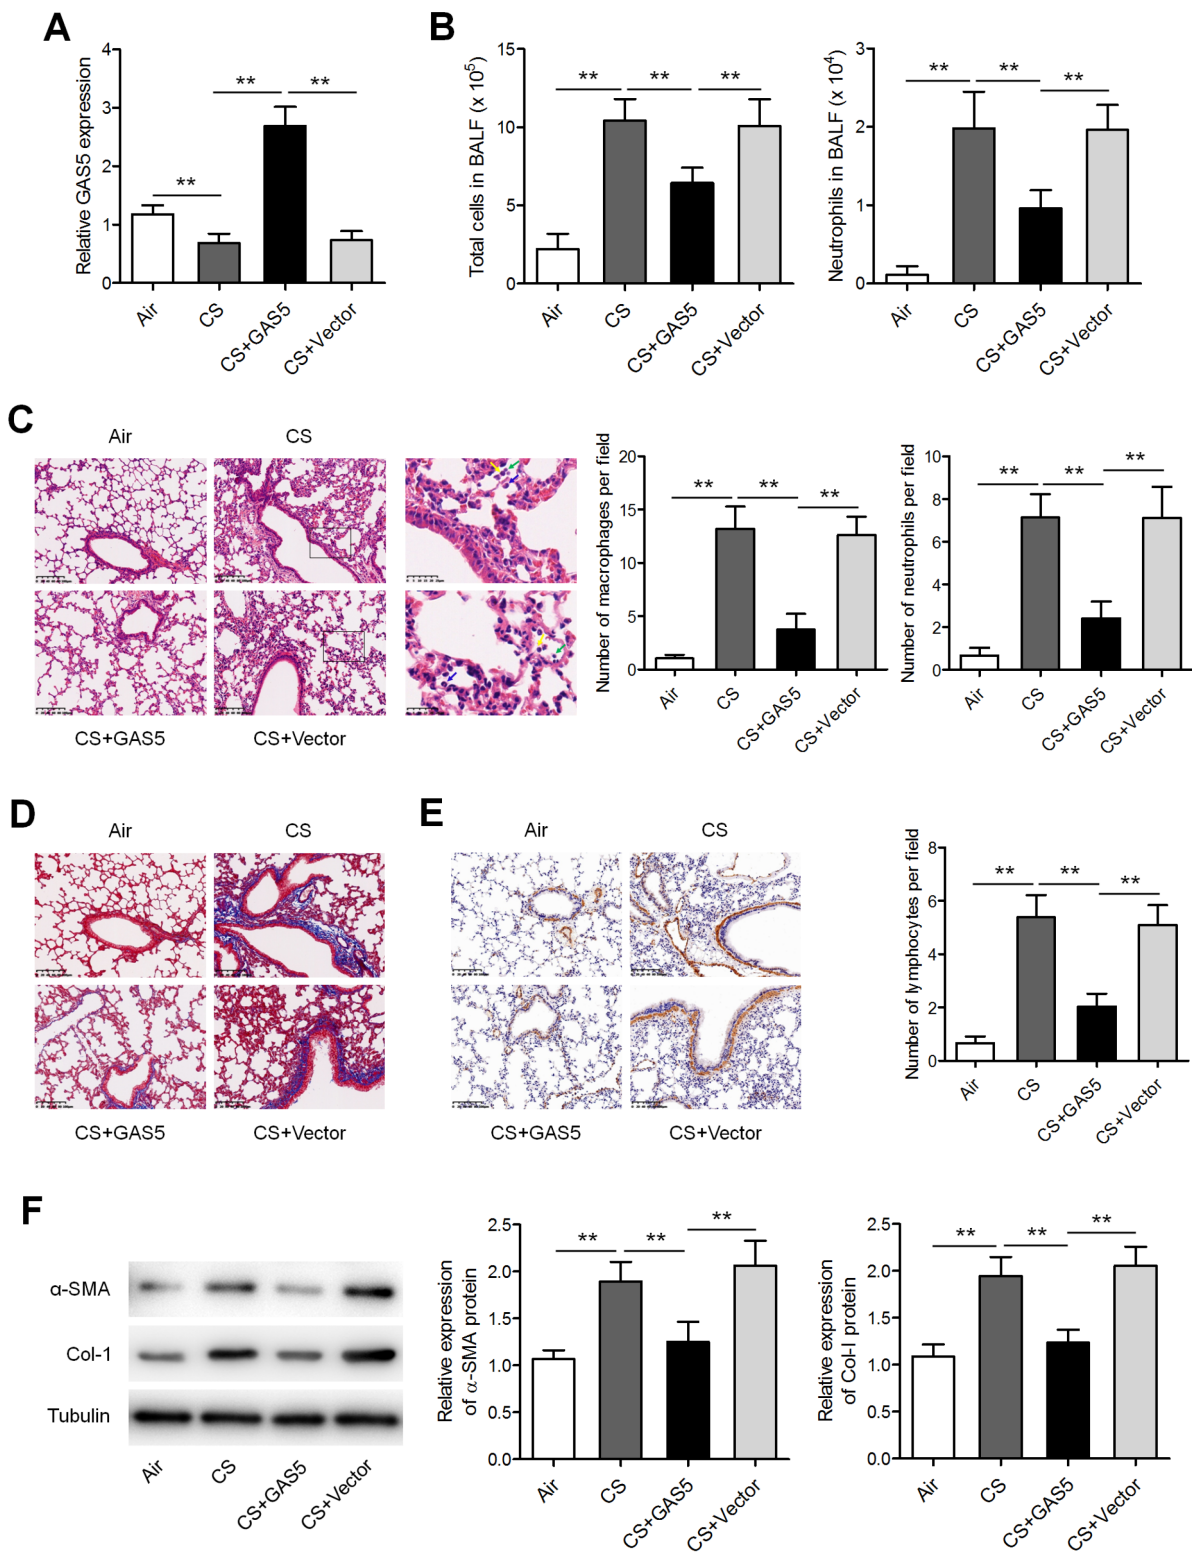 A
Relative GAS5 expression
4
3
2
1
0
**
**
**
Air
CS
CS+GAS5
CS+Vector
B
Total cells in BALF (x 10⁵)
15
10
5
0
**
**
**
Air
CS
CS+GAS5
CS+Vector
Neutrophils in BALF (x 10⁴)
3
2
1
0
**
**
**
Air
CS
CS+GAS5
CS+Vector
C
Air
CS
CS+GAS5
CS+Vector
Number of macrophages per field
20
15
10
5
0
**
**
**
Air
CS
CS+GAS5
CS+Vector
Number of neutrophils per field
10
8
6
4
2
0
**
**
**
Air
CS
CS+GAS5
CS+Vector
D
Air
CS
CS+GAS5
CS+Vector
E
Air
CS
CS+GAS5
CS+Vector
Number of lymphocytes per field
8
6
4
2
0
**
**
**
Air
CS
CS+GAS5
CS+Vector
F
α-SMA
Col-1
Tubulin
Air
CS
CS+GAS5
CS+Vector
Relative expression
of α-SMA protein
2.5
2.0
1.5
1.0
0.5
0.0
**
**
**
Air
CS
CS+GAS5
CS+Vector
Relative expression
of Col-I protein
2.5
2.0
1.5
1.0
0.5
0.0
**
**
**
Air
CS
CS+GAS5
CS+Vector